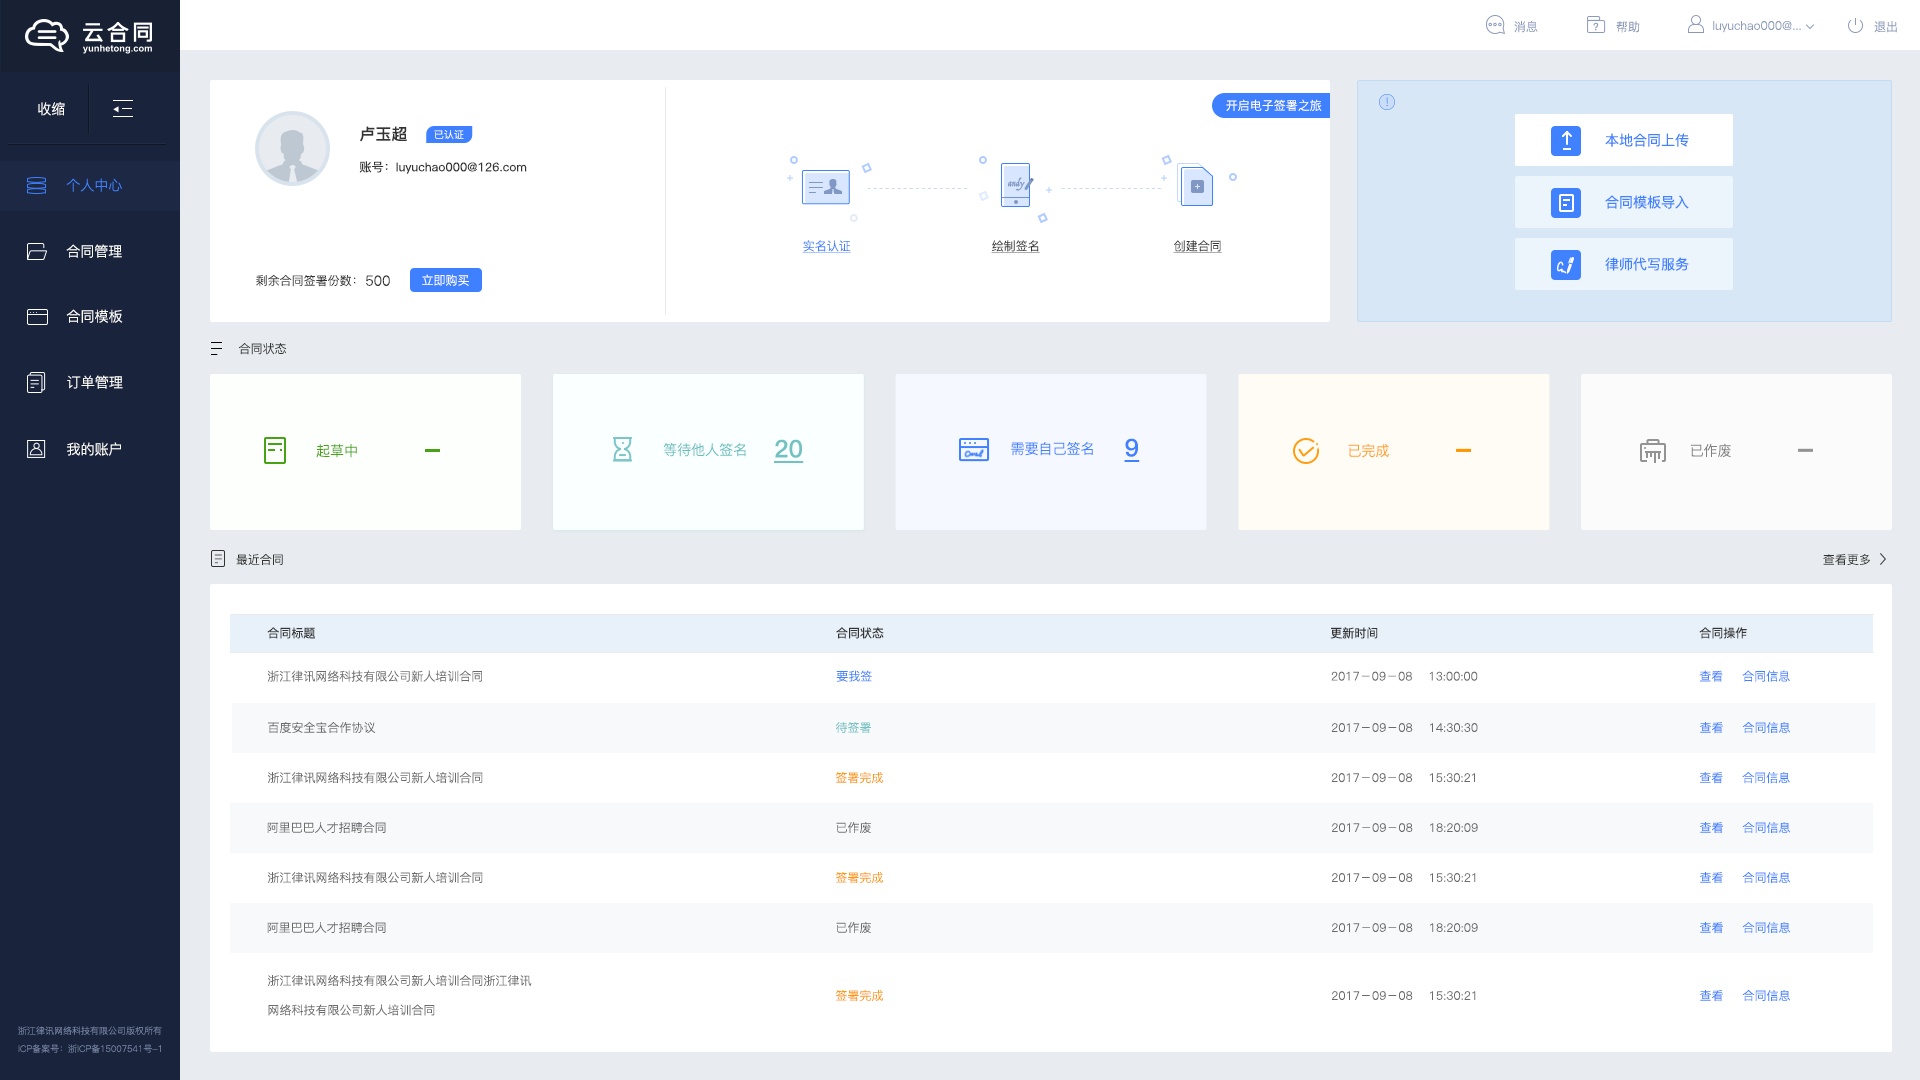 云合同
yunhetong.com
消息
帮助
luyuchao000@...
退出
收缩
个人中心
合同管理
合同模板
订单管理
我的账户
浙江律讯网络科技有限公司版权所有
ICP备案号：浙ICP备15007541号-1
卢玉超
已认证
账号：luyuchao000@126.com
剩余合同签署份数： 500
立即购买
开启电子签署之旅
andy
实名认证
绘制签名
创建合同
本地合同上传
合同模板导入
律师代写服务
合同状态
起草中 —
等待他人签名 20
需要自己签名 9
已完成 —
已作废 —
最近合同
查看更多
合同标题 合同状态 更新时间 合同操作
浙江律讯网络科技有限公司新人培训合同 要我签 2017-09-08 13:00:00 查看 合同信息
百度安全宝合作协议 待签署 2017-09-08 14:30:30 查看 合同信息
浙江律讯网络科技有限公司新人培训合同 签署完成 2017-09-08 15:30:21 查看 合同信息
阿里巴巴人才招聘合同 已作废 2017-09-08 18:20:09 查看 合同信息
浙江律讯网络科技有限公司新人培训合同 签署完成 2017-09-08 15:30:21 查看 合同信息
阿里巴巴人才招聘合同 已作废 2017-09-08 18:20:09 查看 合同信息
浙江律讯网络科技有限公司新人培训合同浙江律讯
网络科技有限公司新人培训合同 签署完成 2017-09-08 15:30:21 查看 合同信息